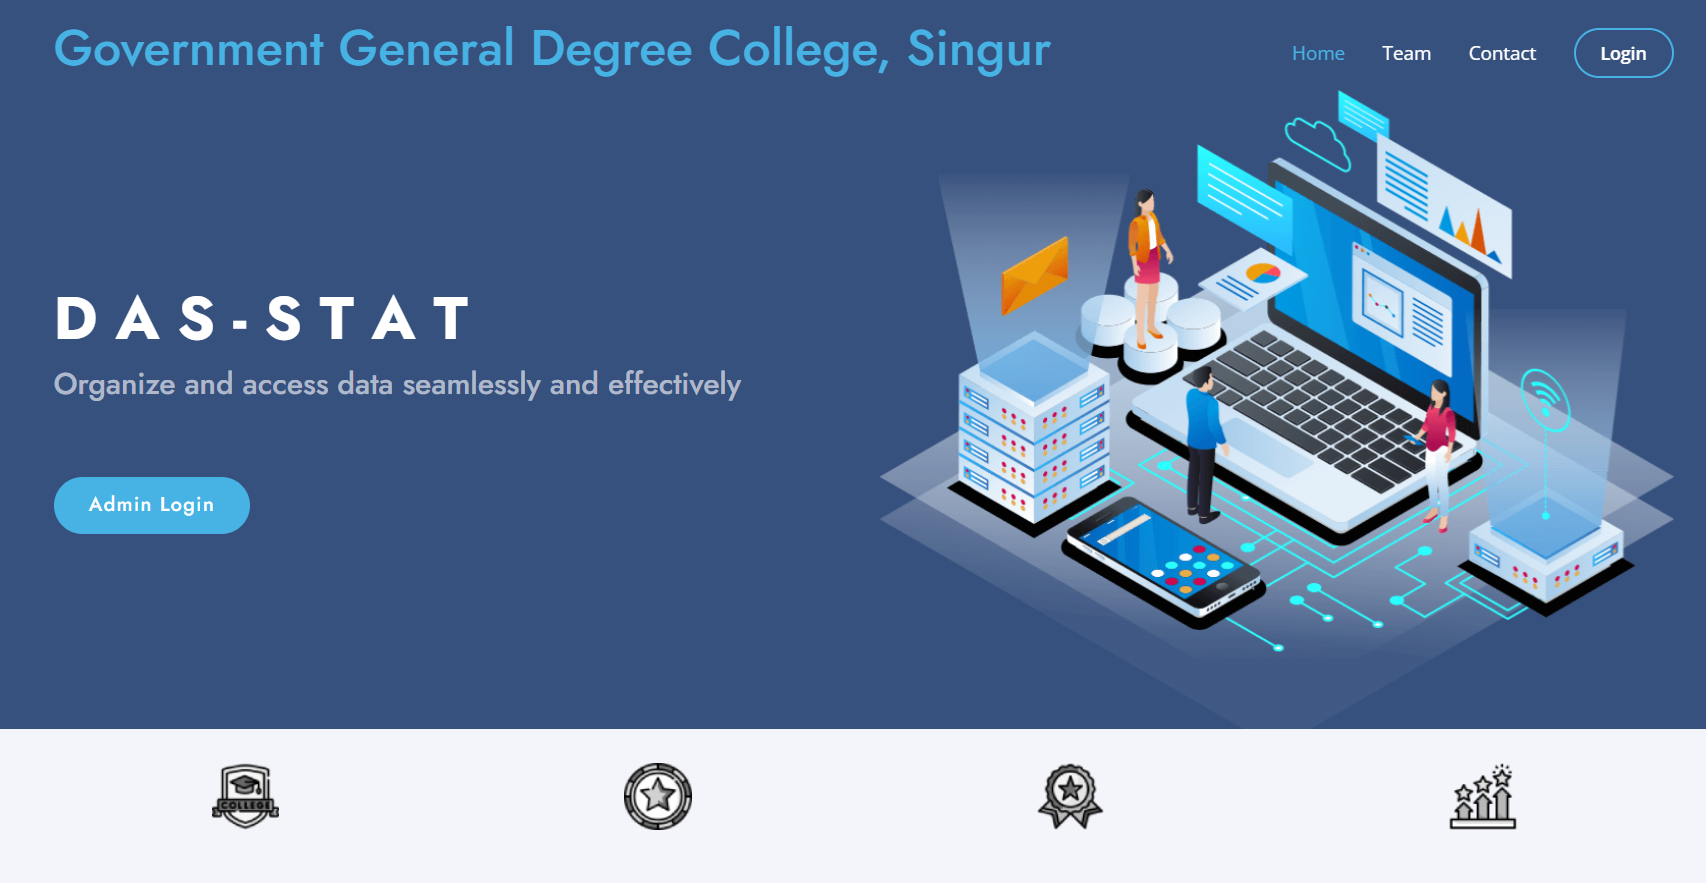 Government General Degree College, Singur
Home Team Contact Login
DAS-STAT
Organize and access data seamlessly and effectively
Admin Login
COLLEGE